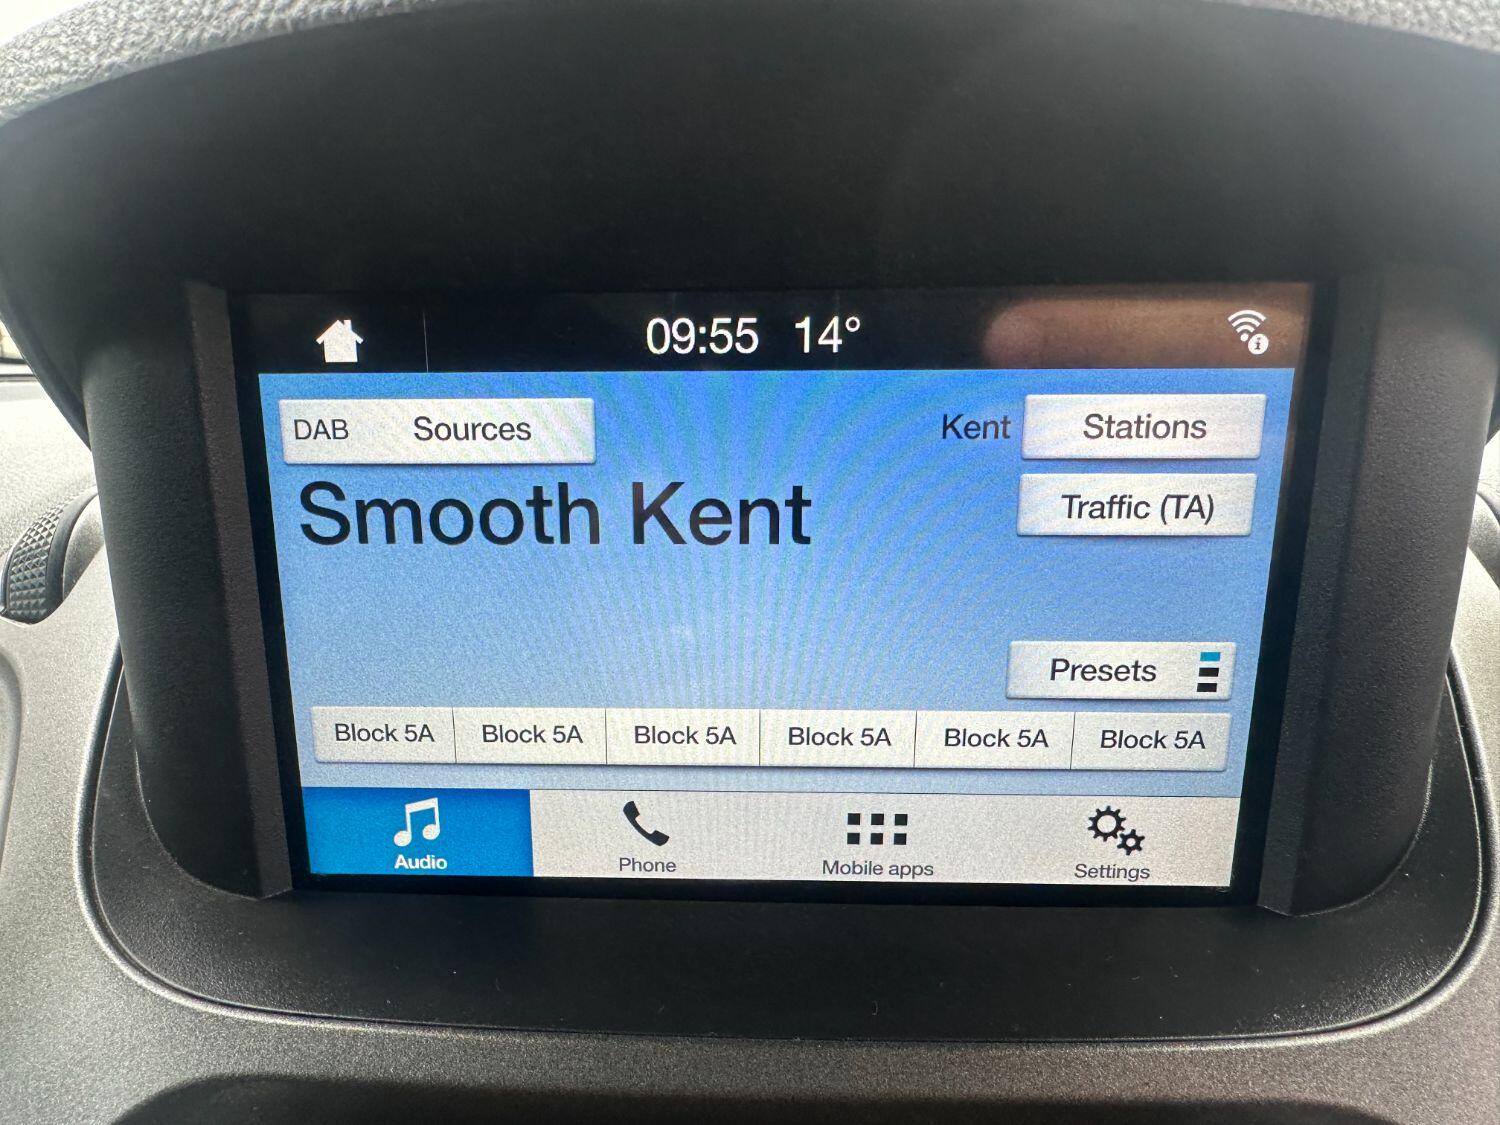 09:55 14°
DAB Sources
Kent Stations
Smooth Kent
Traffic (TA)
Presets
Block 5A Block 5A Block 5A Block 5A Block 5A Block 5A
Audio Phone Mobile apps Settings